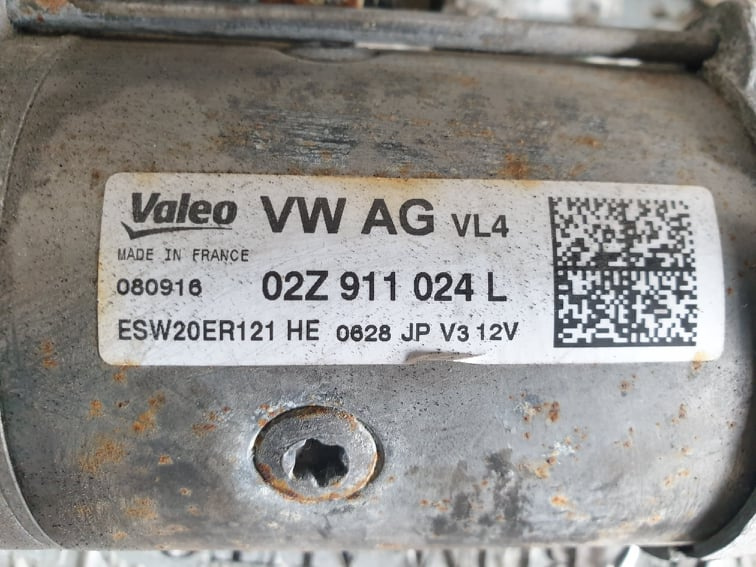 Valeo VW AG VL4
MADE IN FRANCE
080916 02Z 911 024 L
ESW20ER121 HE 0628 JP V3 12V